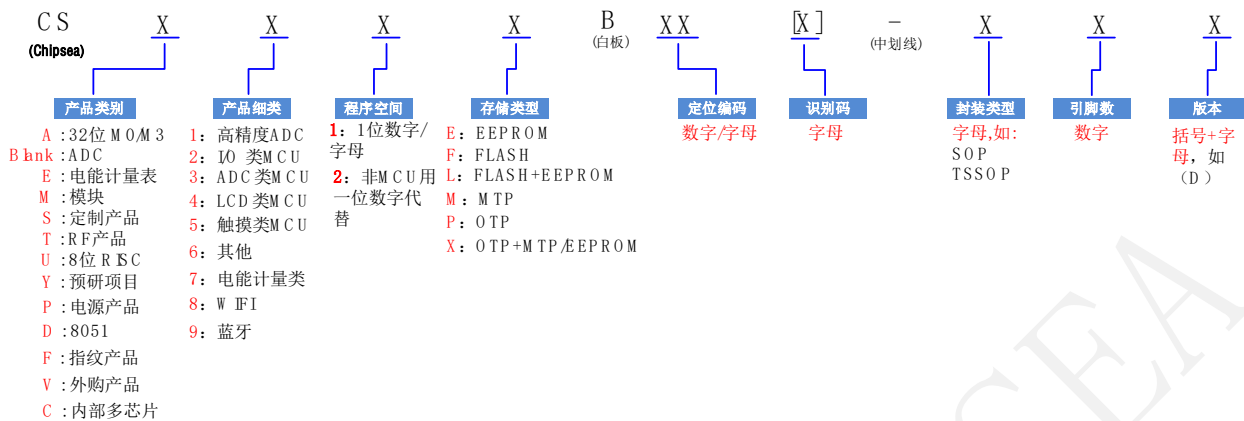 CS X X X X B XX [X] - X X X
(Chipsea) (白板) (中划线)
产品类别 产品细类 程序空间 存储类型 定位编码 识别码 封装类型 引脚数 版本
A:32位 M0/M3
Blank:ADC
E:电能计量表
M:模块
S:定制产品
T:RF产品
U:8位 RISC
Y:预研项目
P:电源产品
D:8051
F:指纹产品
V:外购产品
C:内部多芯片
1:高精度ADC
2:I/O 类MCU
3:ADC类MCU
4:LCD类MCU
5:触摸类MCU
6:其他
7:电能计量类
8:WIFI
9:蓝牙
1:1位数字/
字母
2:非MCU用
一位数字代
替
E:EEPROM
F:FLASH
L:FLASH+EEPROM
M:MTP
P:OTP
X:OTP+MTP/EEPROM
数字/字母
字母
字母,如:
SOP
TSSOP
数字
括号+字
母，如
（D）
SEA